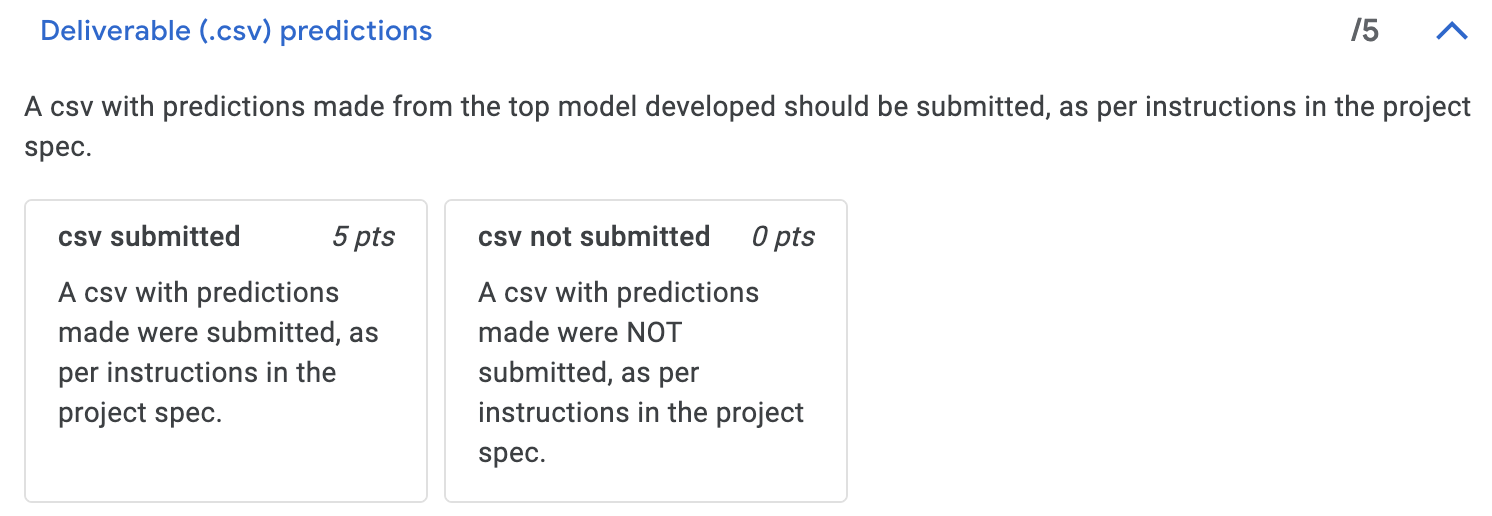 Deliverable (.csv) predictions /5
A csv with predictions made from the top model developed should be submitted, as per instructions in the project
spec.
csv submitted 5 pts
A csv with predictions
made were submitted, as
per instructions in the
project spec.
csv not submitted 0 pts
A csv with predictions
made were NOT
submitted, as per
instructions in the project
spec.